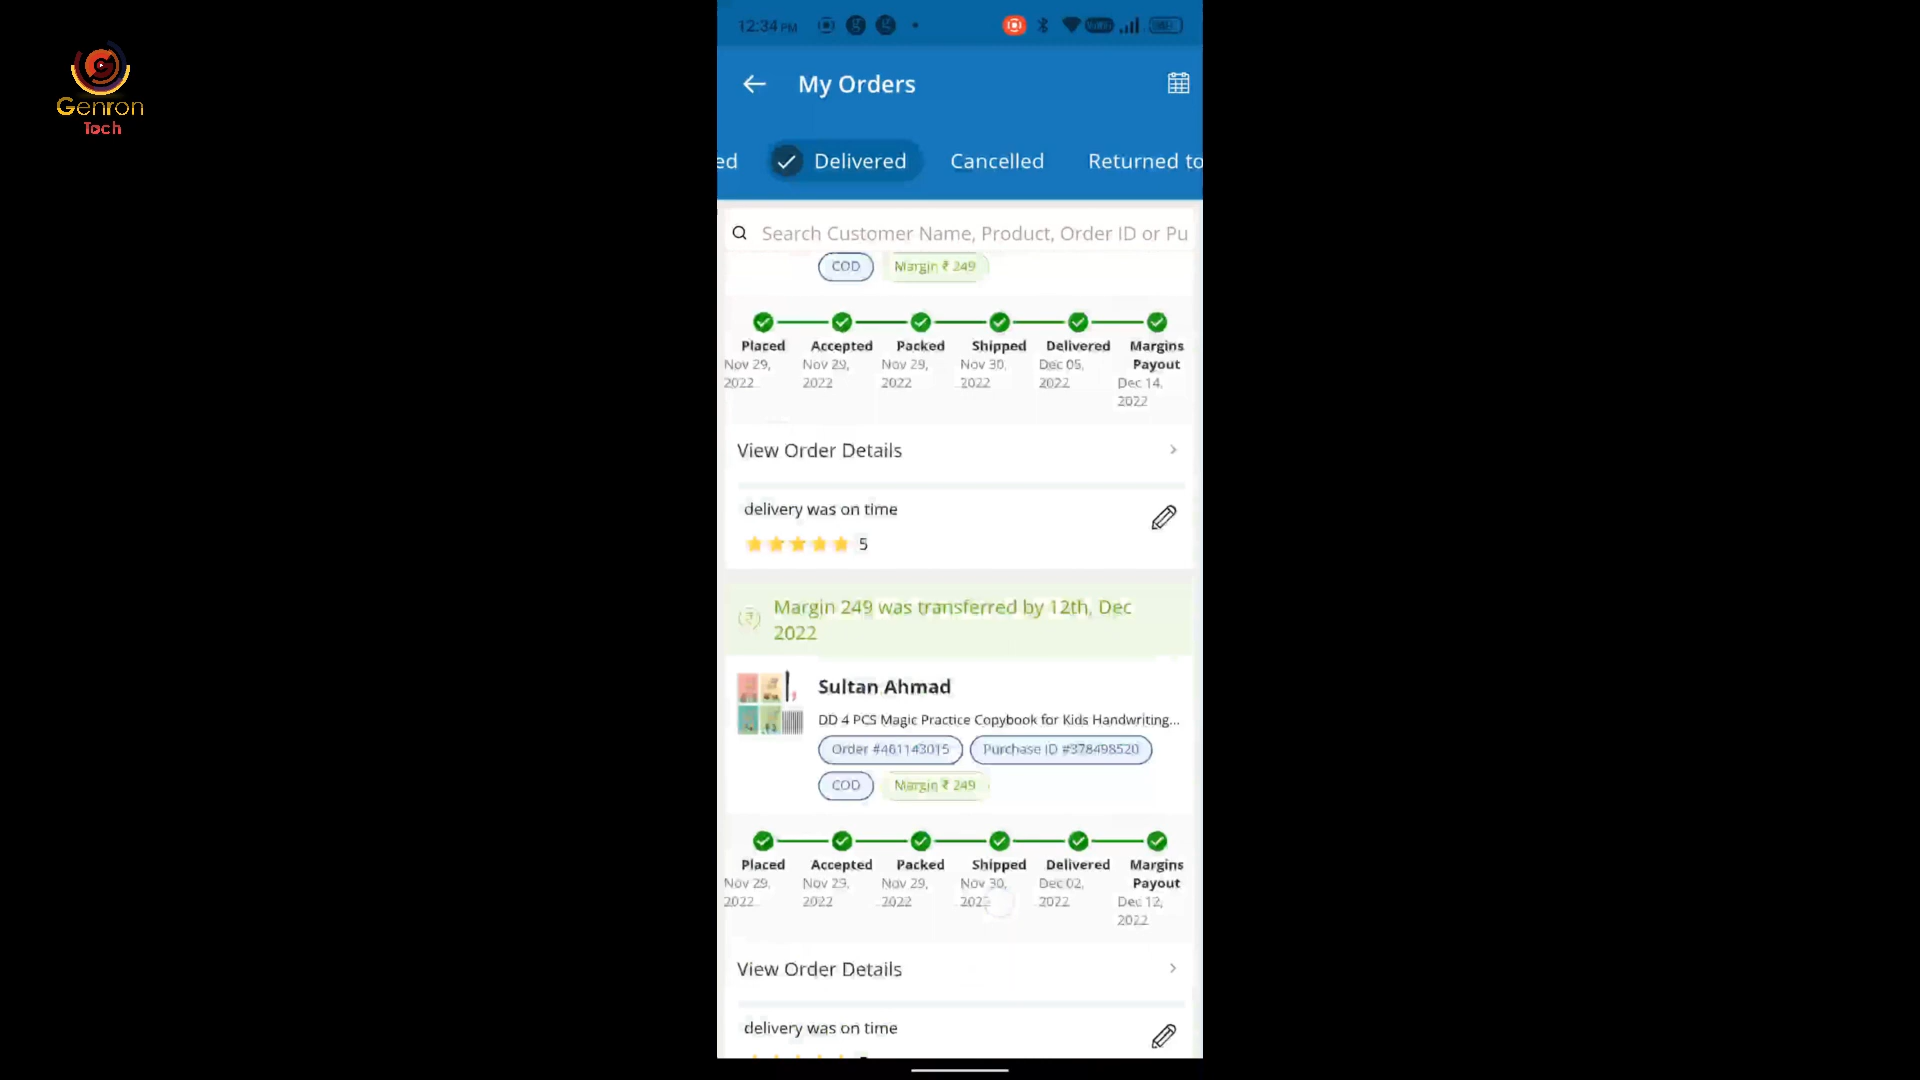 Genron
Tach
12:34 PM
My Orders
ed
Delivered
Cancelled
Returned to
Search Customer Name, Product, Order ID or Pu
COD
Margin ₹ 249
Placed Accepted Packed Shipped Delivered Margins
Payout
Nov 29, Nov 29, Nov 29, Nov 30, Dec 05,
2022 2022 2022 2022 2022
Dec 14,
2022
View Order Details
delivery was on time
5
Margin 249 was transferred by 12th, Dec
2022
Sultan Ahmad
DD 4 PCS Magic Practice Copybook for Kids Handwriting...
Order #461143015
Purchase ID #378498520
COD
Margin ₹ 249
Placed Accepted Packed Shipped Delivered Margins
Payout
Nov 29, Nov 29, Nov 29, Nov 30, Dec 02,
2022 2022 2022 2022 2022
Dec 12,
2022
View Order Details
delivery was on time